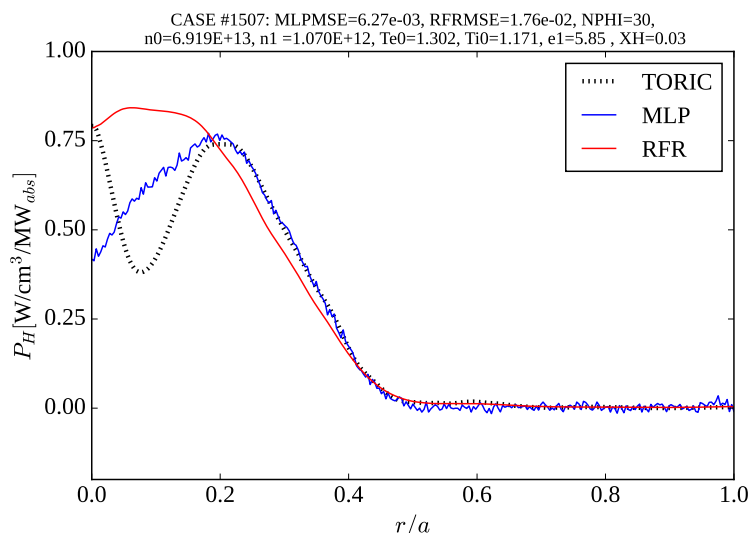 CASE #1507: MLPMSE=6.27e-03, RFRMSE=1.76e-02, NPHI=30,
n0=6.919E+13, n1 =1.070E+12, Te0=1.302, Ti0=1.171, e1=5.85 , XH=0.03
1.00
0.75
0.50
0.25
0.00
P_H[W/cm^3/MW_{abs}]
TORIC
MLP
RFR
0.0 0.2 0.4 0.6 0.8 1.0
r/a